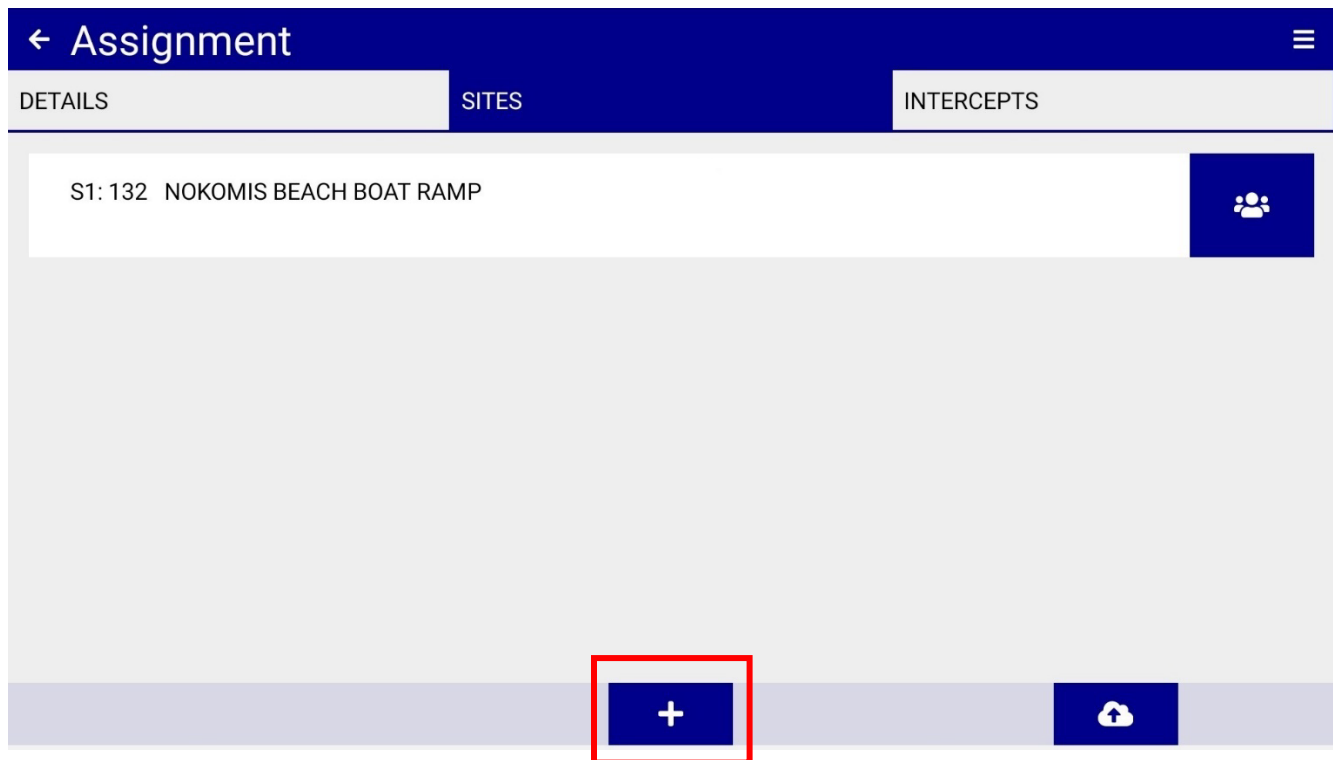 Assignment
DETAILS SITES INTERCEPTS
S1: 132 NOKOMIS BEACH BOAT RAMP